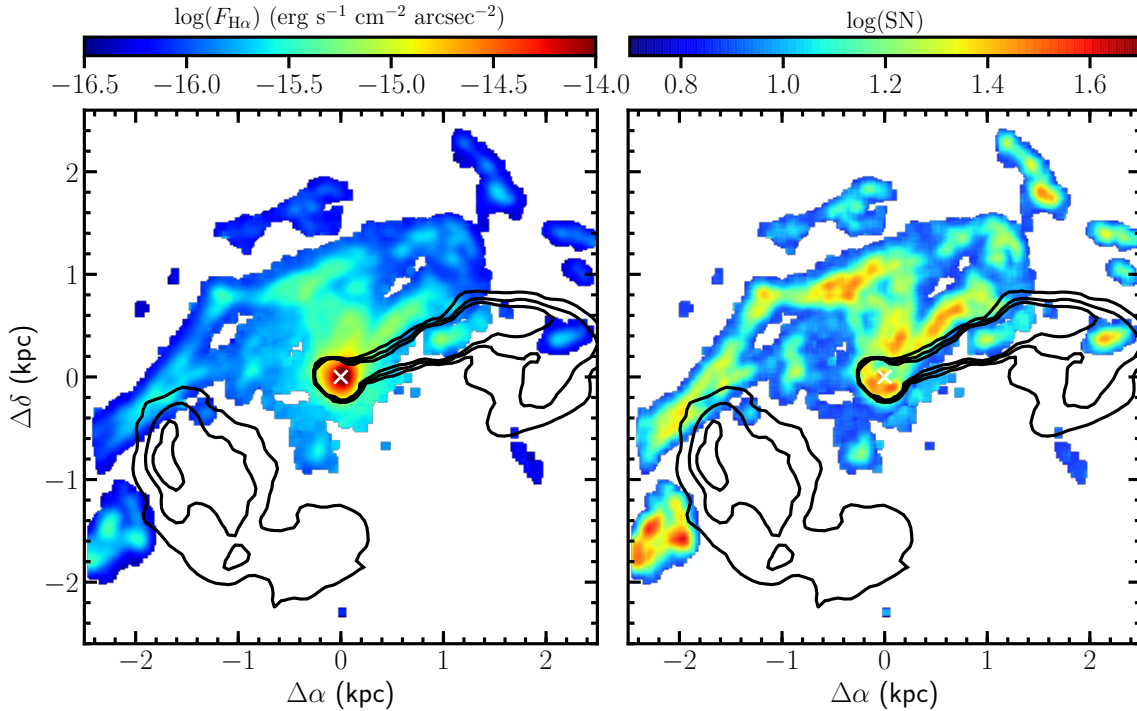 log(F_Hα) (erg s⁻¹ cm⁻² arcsec⁻²)
−16.5 −16.0 −15.5 −15.0 −14.5 −14.0
log(SN)
0.8 1.0 1.2 1.4 1.6
2
1
0
−1
−2
Δδ (kpc)
−2 −1 0 1 2
Δα (kpc)
−2 −1 0 1 2
Δα (kpc)